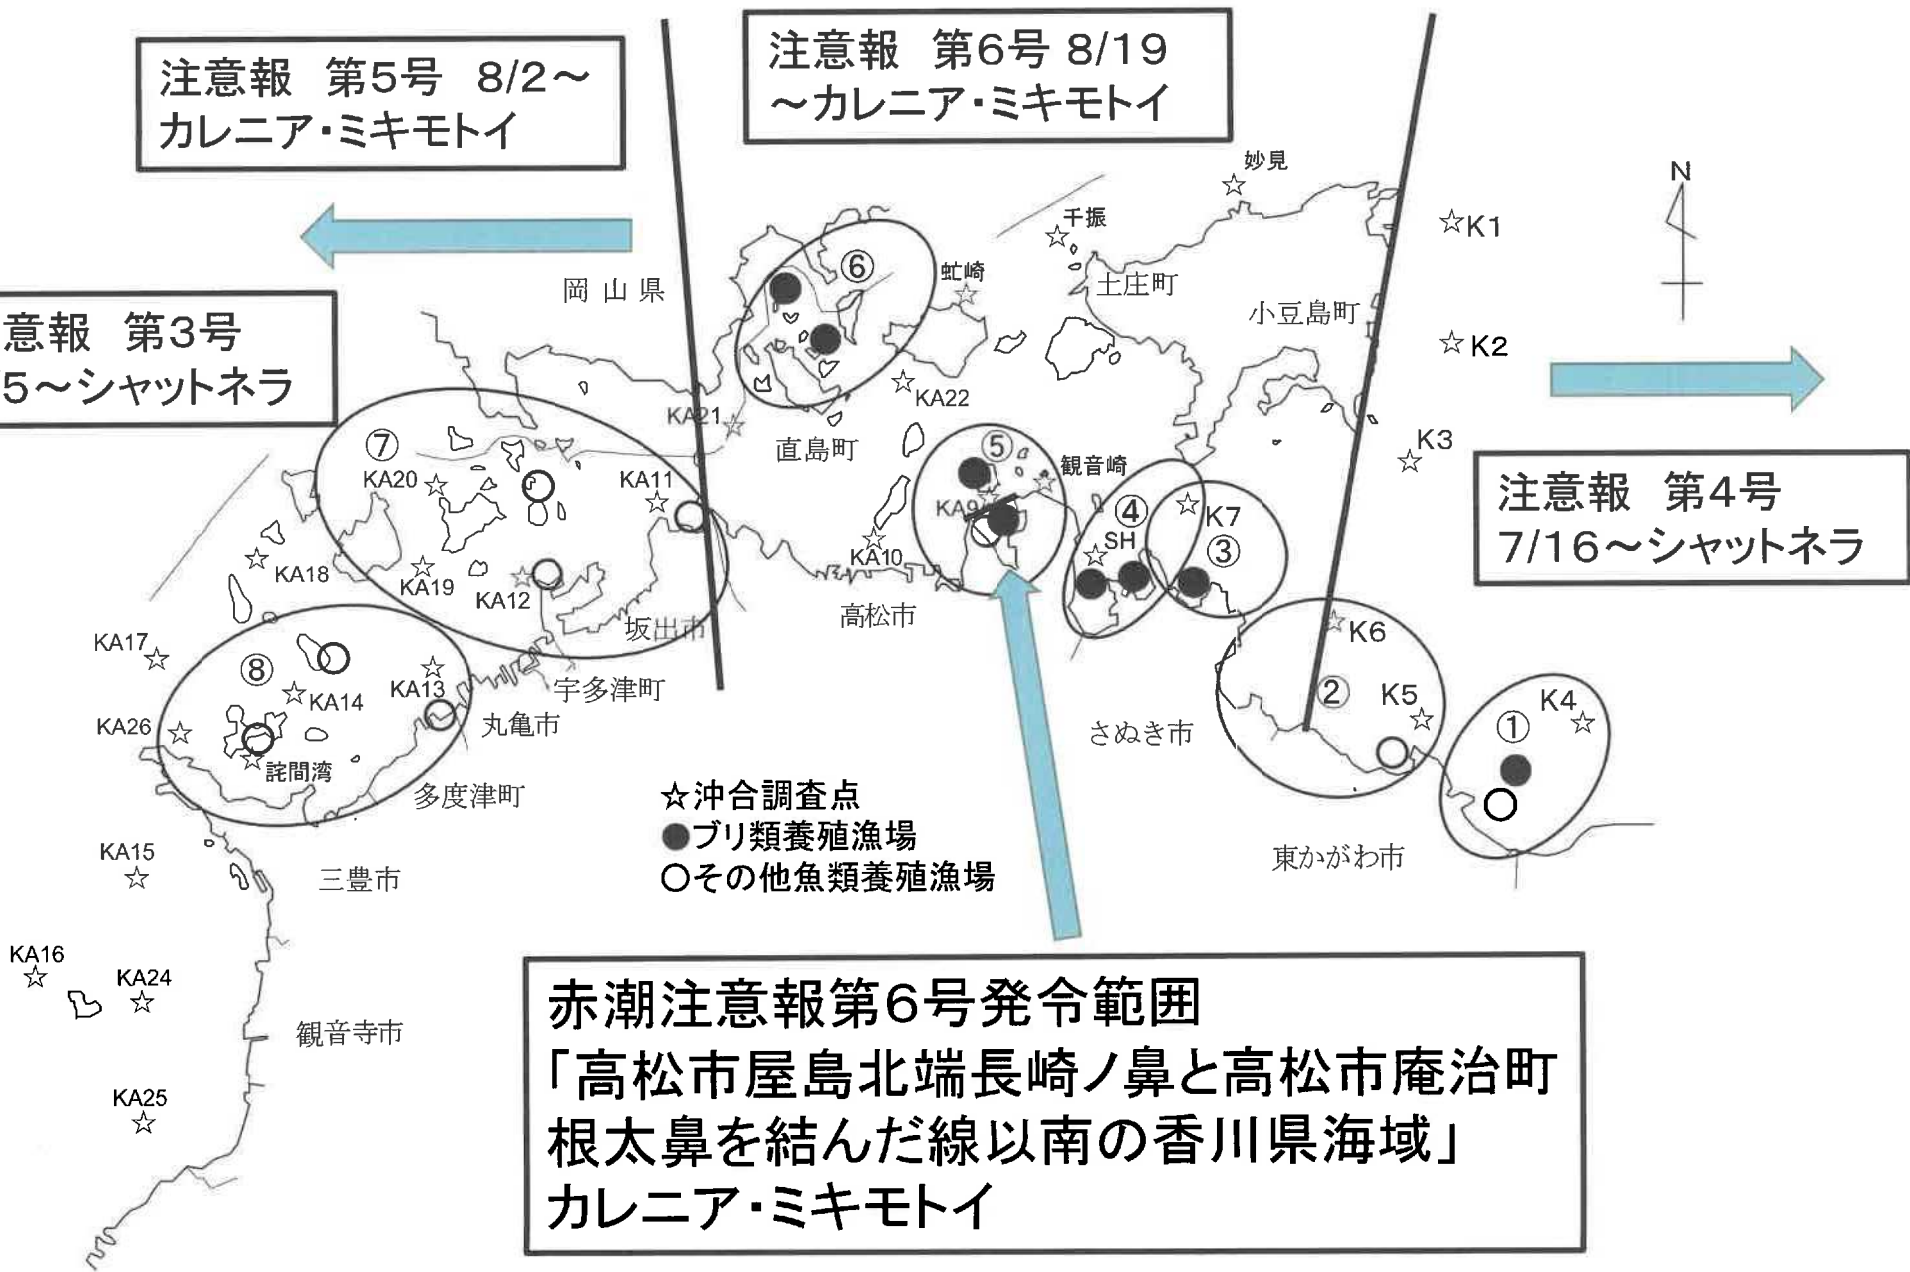 注意報 第5号 8/2～
カレニア・ミキモトイ
注意報 第6号 8/19
～カレニア・ミキモトイ
意報 第3号
5～シャットネラ
注意報 第4号
7/16～シャットネラ
N
妙見
千振
虻崎
土庄町
小豆島町
岡山県
K1
K2
K3
⑥
KA22
KA21
直島町
⑦
KA20
KA11
⑤
観音崎
KA9
④
SH
K7
③
KA10
高松市
KA18
KA19
KA12
坂出市
KA17
⑧
KA14
KA13
宇多津町
KA26
丸亀市
詫間湾
多度津町
K6
②
K5
K4
①
さぬき市
東かがわ市
☆沖合調査点
●ブリ類養殖漁場
○その他魚類養殖漁場
KA15
三豊市
KA16
KA24
観音寺市
KA25
赤潮注意報第6号発令範囲
「高松市屋島北端長崎ノ鼻と高松市庵治町
根太鼻を結んだ線以南の香川県海域」
カレニア・ミキモトイ